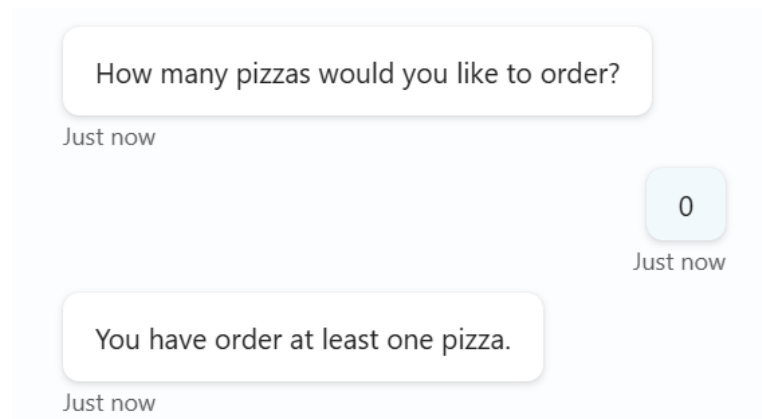 How many pizzas would you like to order?
Just now
0
Just now
You have order at least one pizza.
Just now